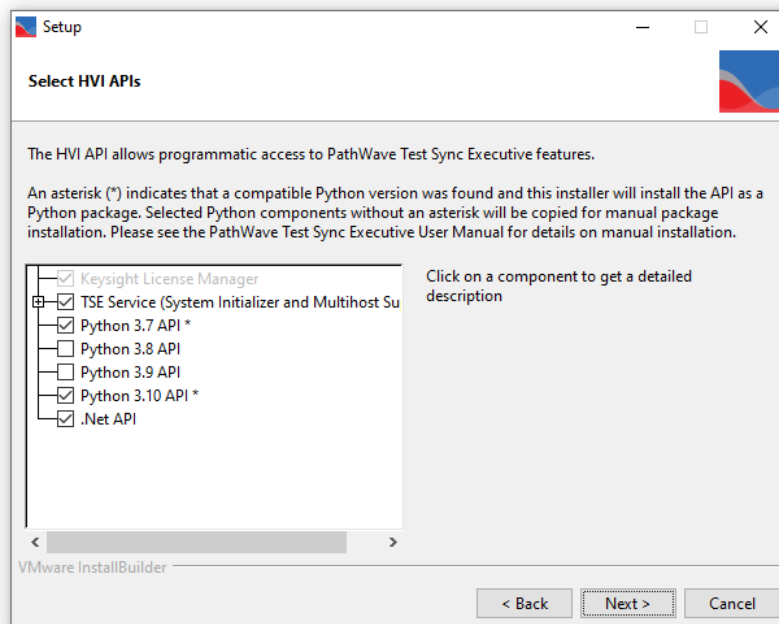 Setup
Select HVI APIs
The HVI API allows programmatic access to PathWave Test Sync Executive features.
An asterisk (*) indicates that a compatible Python version was found and this installer will install the API as a
Python package. Selected Python components without an asterisk will be copied for manual package
installation. Please see the PathWave Test Sync Executive User Manual for details on manual installation.
Keysight License Manager
TSE Service (System Initializer and Multihost Su
Python 3.7 API *
Python 3.8 API
Python 3.9 API
Python 3.10 API *
.Net API
Click on a component to get a detailed
description
VMware InstallBuilder
< Back
Next >
Cancel